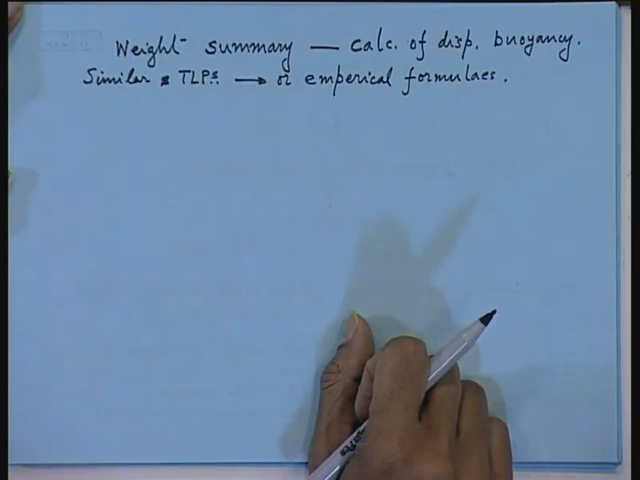 Weight summary — calc. of disp. buoyancy.
Similar TLPs → or emperical formulaes.